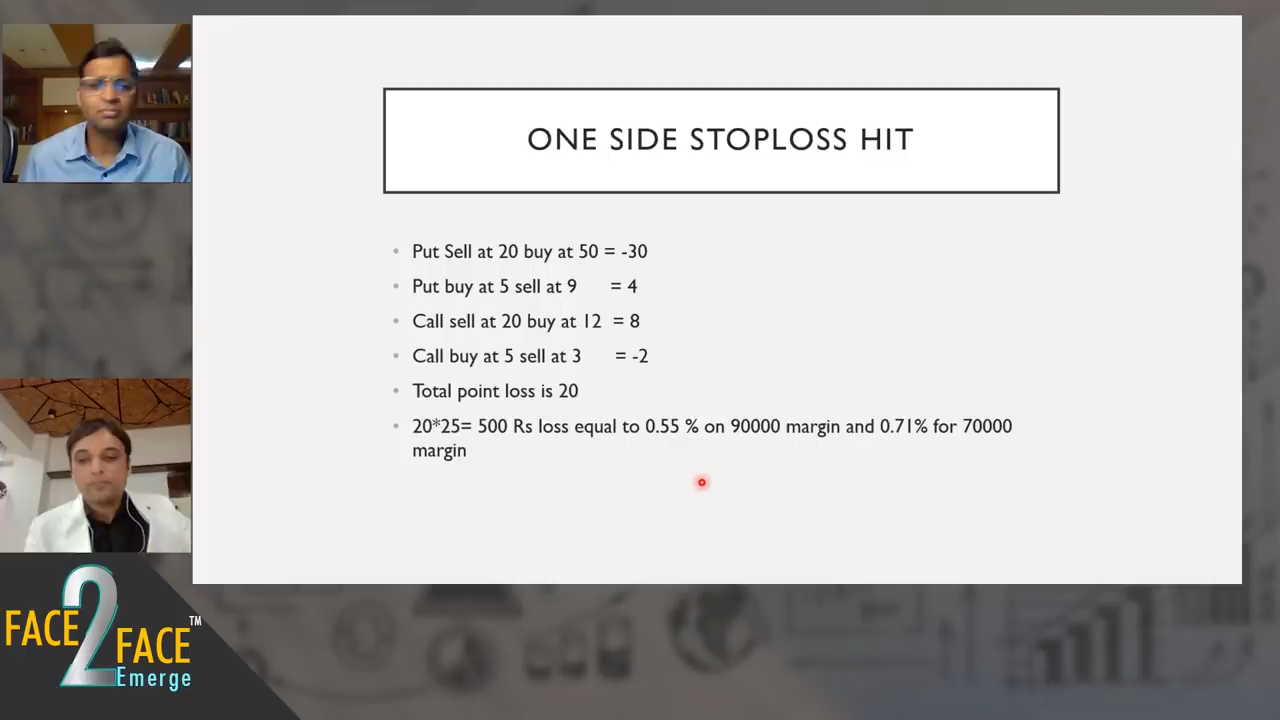 ONE SIDE STOPLOSS HIT
• Put Sell at 20 buy at 50 = -30
• Put buy at 5 sell at 9 = 4
• Call sell at 20 buy at 12 = 8
• Call buy at 5 sell at 3 = -2
• Total point loss is 20
• 20*25= 500 Rs loss equal to 0.55 % on 90000 margin and 0.71% for 70000
margin
FACE 2 FACE™
Emerge